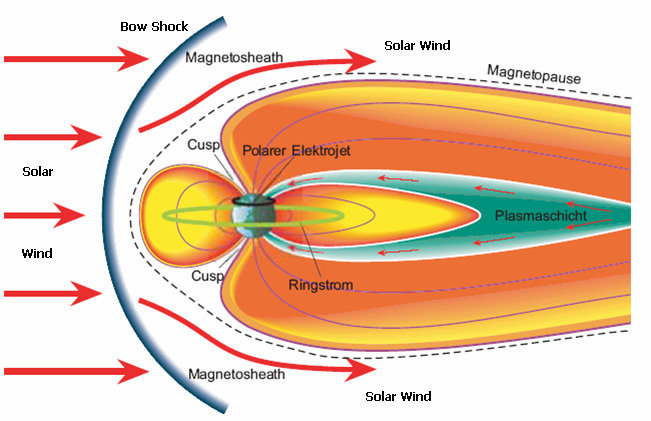 Bow Shock
Solar Wind
Magnetosheath
Magnetopause
Cusp
Polarer Elektrojet
Solar
Plasmaschicht
Wind
Cusp
Ringstrom
Magnetosheath
Solar Wind